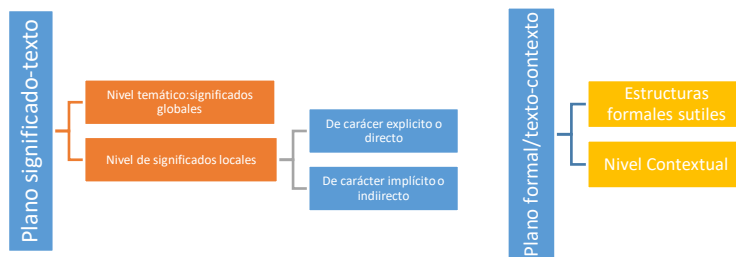 Plano significado-texto
Nivel temático:significados
globales
Nivel de significados locales
De carácer explicito o
directo
De carácter implícito o
indiirecto
Plano formal/texto-contexto
Estructuras
formales sutiles
Nivel Contextual